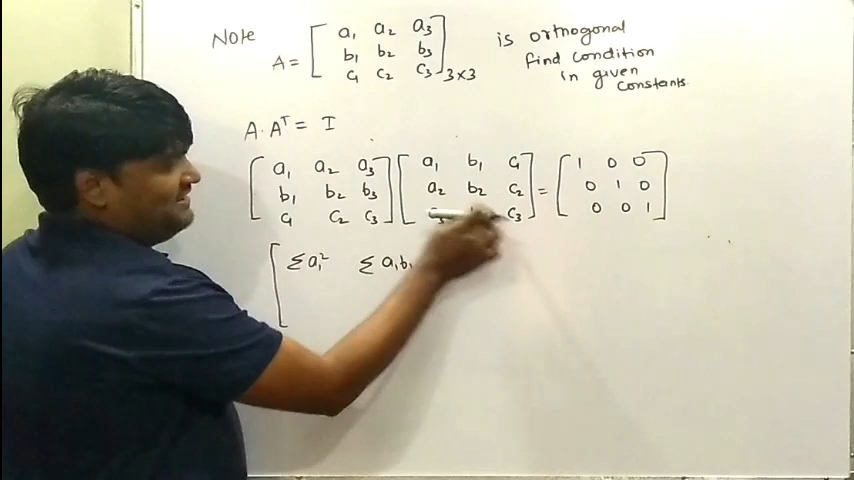 Note A = [ a₁ a₂ a₃ is orthogonal
b₁ b₂ b₃ find condition
c₁ c₂ c₃ ]₃ₓ₃ in given
constants.
A·Aᵀ = I
[ a₁ a₂ a₃ ] [ a₁ b₁ c₁ ] = [ 1 0 0 ]
b₁ b₂ b₃ a₂ b₂ c₂ 0 1 0
c₁ c₂ c₃ c₃ 0 0 1
[ Σa₁² Σa₁b₁